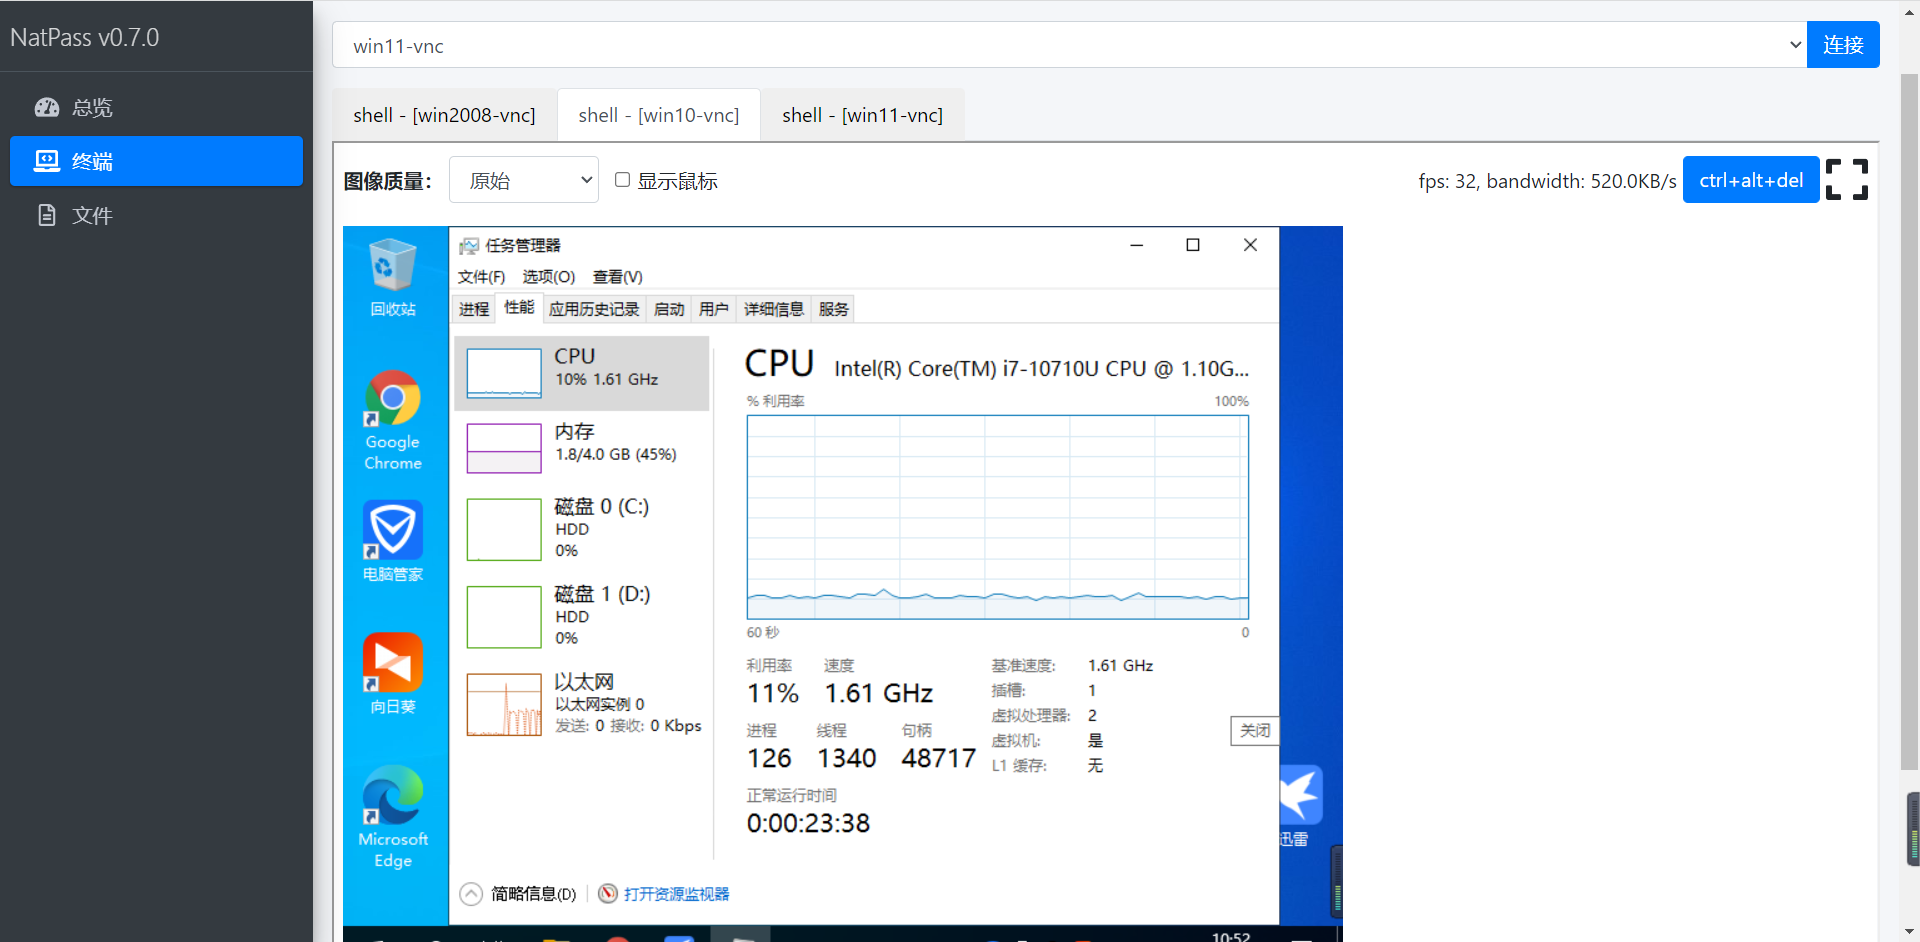 NatPass v0.7.0
总览
终端
文件
win11-vnc
连接
shell - [win2008-vnc]
shell - [win10-vnc]
shell - [win11-vnc]
图像质量：
原始
显示鼠标
fps: 32, bandwidth: 520.0KB/s
ctrl+alt+del
回收站
Google
Chrome
电脑管家
向日葵
Microsoft
Edge
任务管理器
文件(F) 选项(O) 查看(V)
进程 性能 应用历史记录 启动 用户 详细信息 服务
CPU
10% 1.61 GHz
内存
1.8/4.0 GB (45%)
磁盘 0 (C:)
HDD
0%
磁盘 1 (D:)
HDD
0%
以太网
以太网实例 0
发送: 0 接收: 0 Kbps
CPU Intel(R) Core(TM) i7-10710U CPU @ 1.10G...
% 利用率 100%
60 秒 0
利用率 速度
11% 1.61 GHz
进程 线程 句柄
126 1340 48717
正常运行时间
0:00:23:38
基准速度: 1.61 GHz
插槽: 1
虚拟处理器: 2
虚拟机: 是
L1 缓存: 无
关闭
迅雷
简略信息(D) 打开资源监视器
10:52